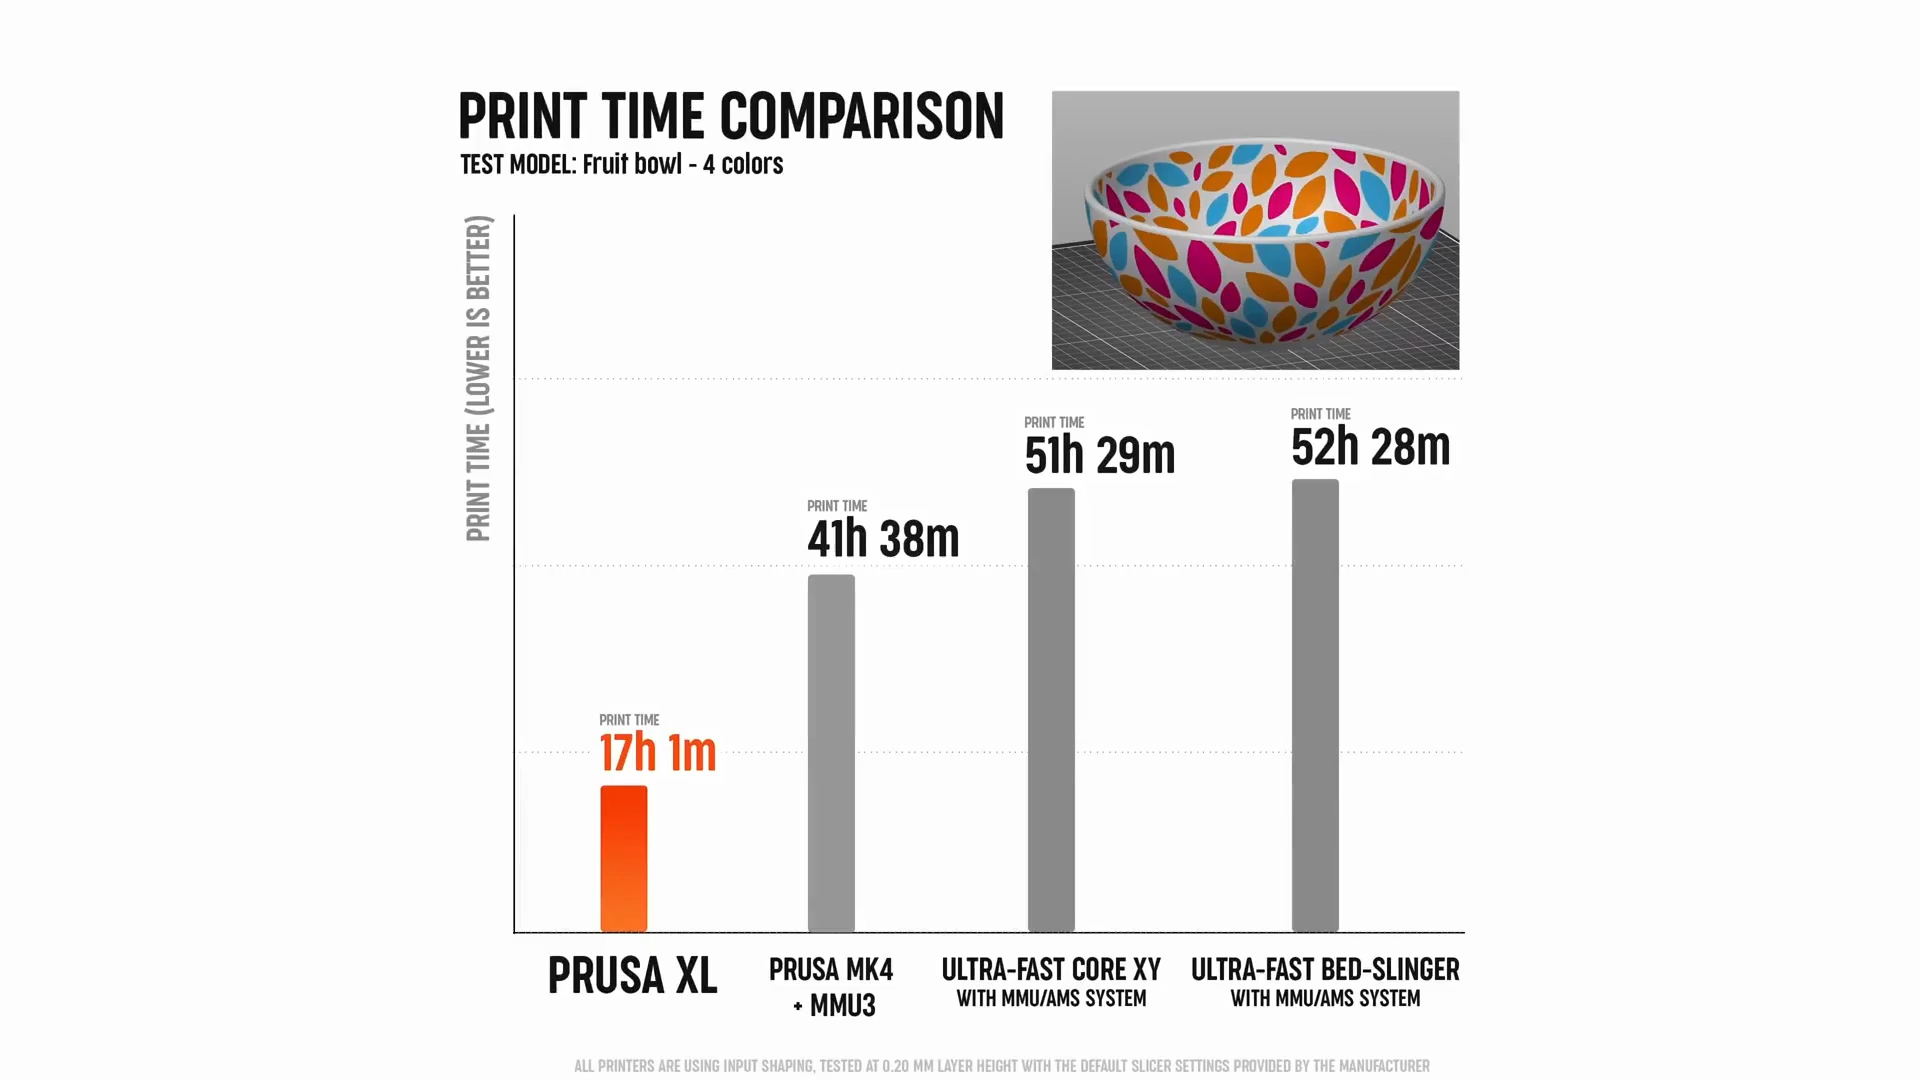 PRINT TIME COMPARISON
TEST MODEL: Fruit bowl - 4 colors
PRINT TIME (LOWER IS BETTER)
PRINT TIME
17h 1m
PRINT TIME
41h 38m
PRINT TIME
51h 29m
PRINT TIME
52h 28m
PRUSA XL
PRUSA MK4
+ MMU3
ULTRA-FAST CORE XY
WITH MMU/AMS SYSTEM
ULTRA-FAST BED-SLINGER
WITH MMU/AMS SYSTEM
ALL PRINTERS ARE USING INPUT SHAPING, TESTED AT 0.20 MM LAYER HEIGHT WITH THE DEFAULT SLICER SETTINGS PROVIDED BY THE MANUFACTURER